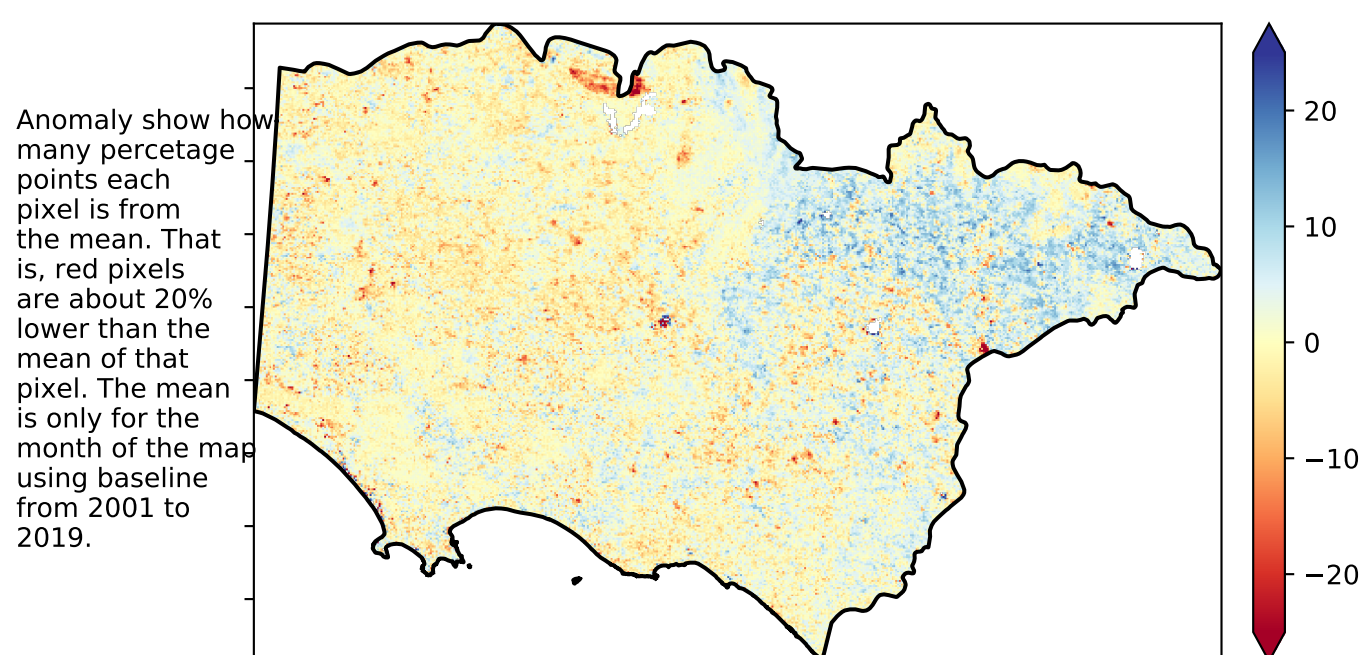 Anomaly show how
many percetage
points each
pixel is from
the mean. That
is, red pixels
are about 20%
lower than the
mean of that
pixel. The mean
is only for the
month of the map
using baseline
from 2001 to
2019.
20
10
0
−10
−20